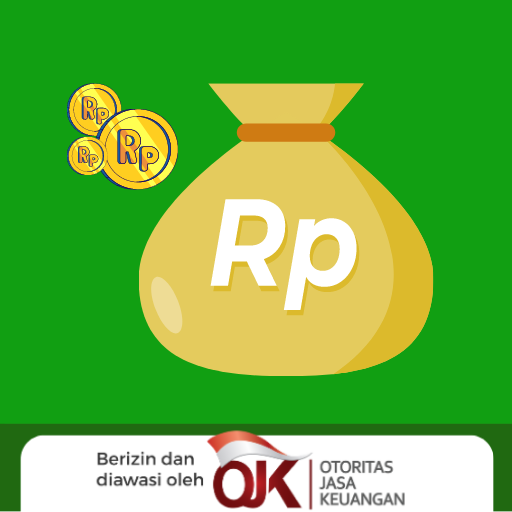 Rp
Rp
Rp
Rp
Berizin dan
diawasi oleh
OJK
OTORITAS
JASA
KEUANGAN